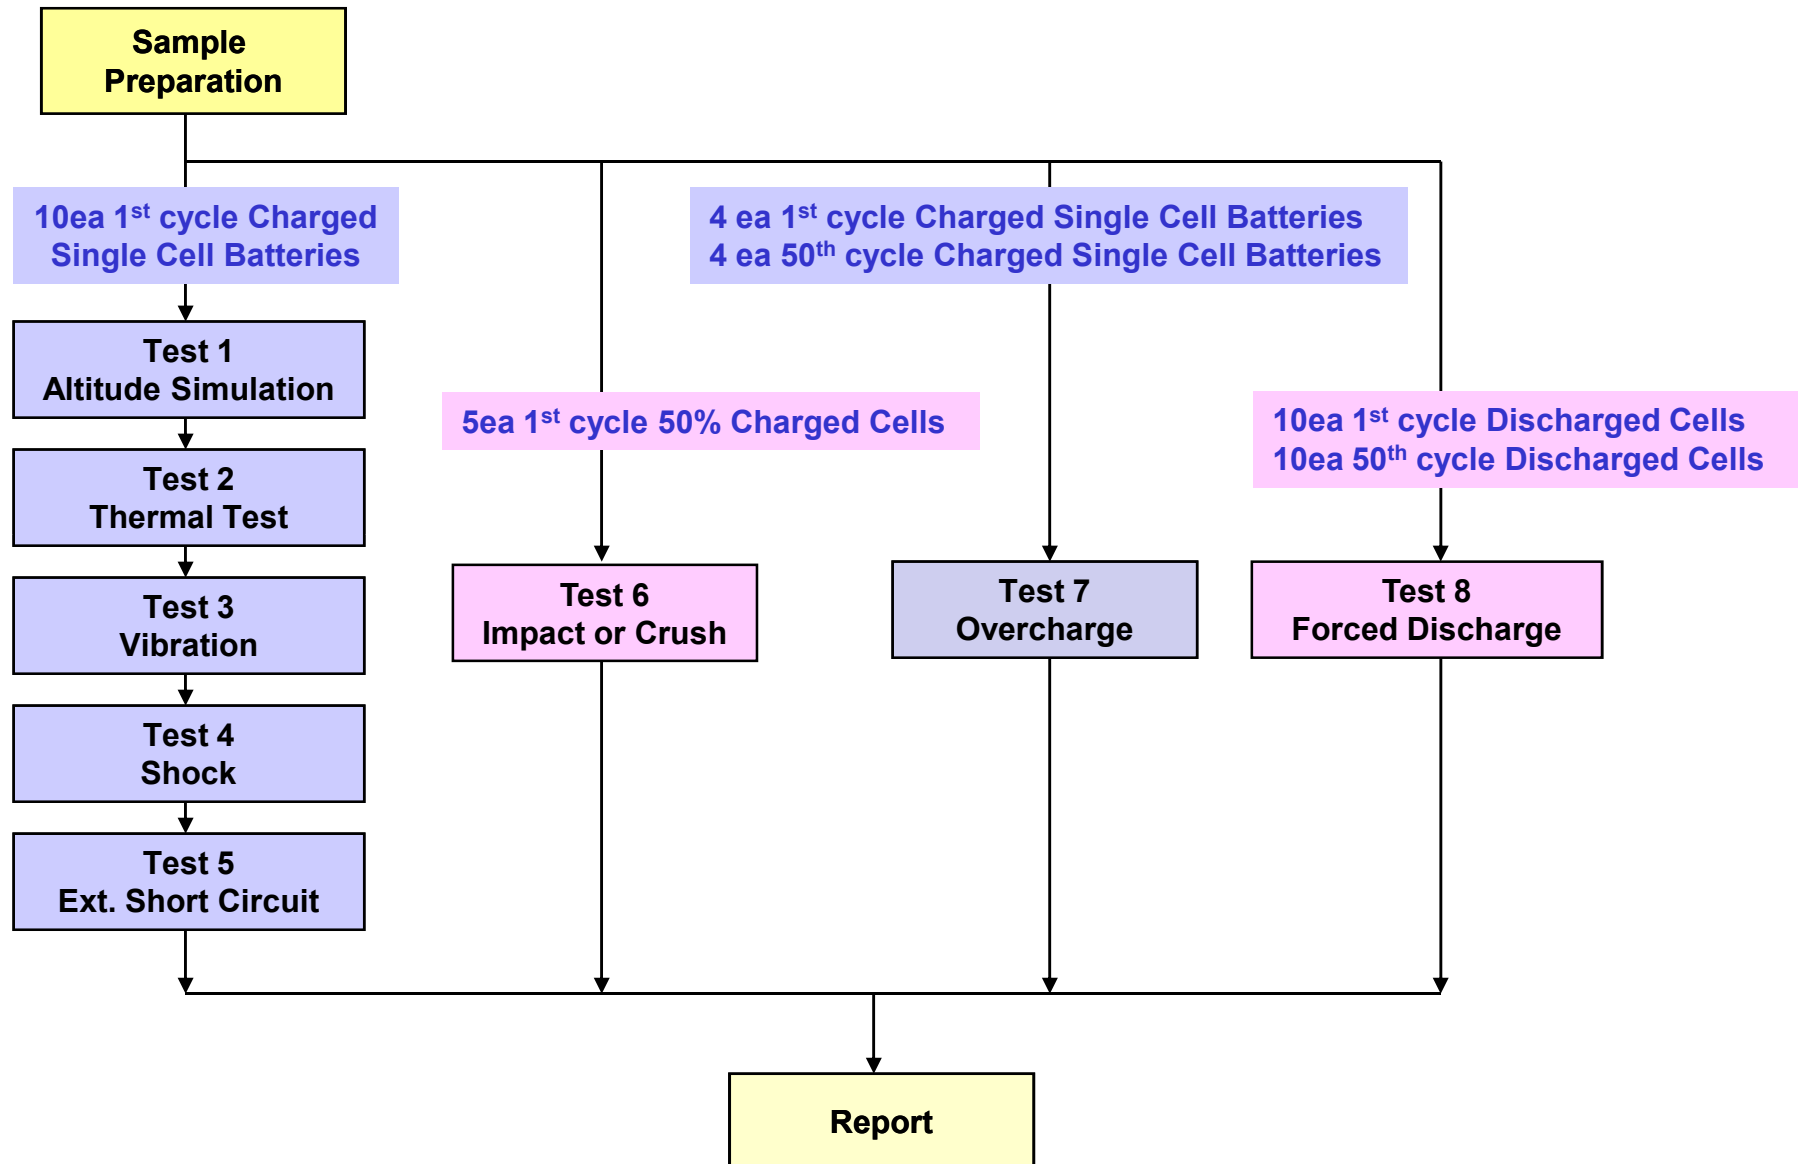 Sample
Preparation
10ea 1st cycle Charged
Single Cell Batteries
4 ea 1st cycle Charged Single Cell Batteries
4 ea 50th cycle Charged Single Cell Batteries
Test 1
Altitude Simulation
5ea 1st cycle 50% Charged Cells
10ea 1st cycle Discharged Cells
10ea 50th cycle Discharged Cells
Test 2
Thermal Test
Test 3
Vibration
Test 6
Impact or Crush
Test 7
Overcharge
Test 8
Forced Discharge
Test 4
Shock
Test 5
Ext. Short Circuit
Report